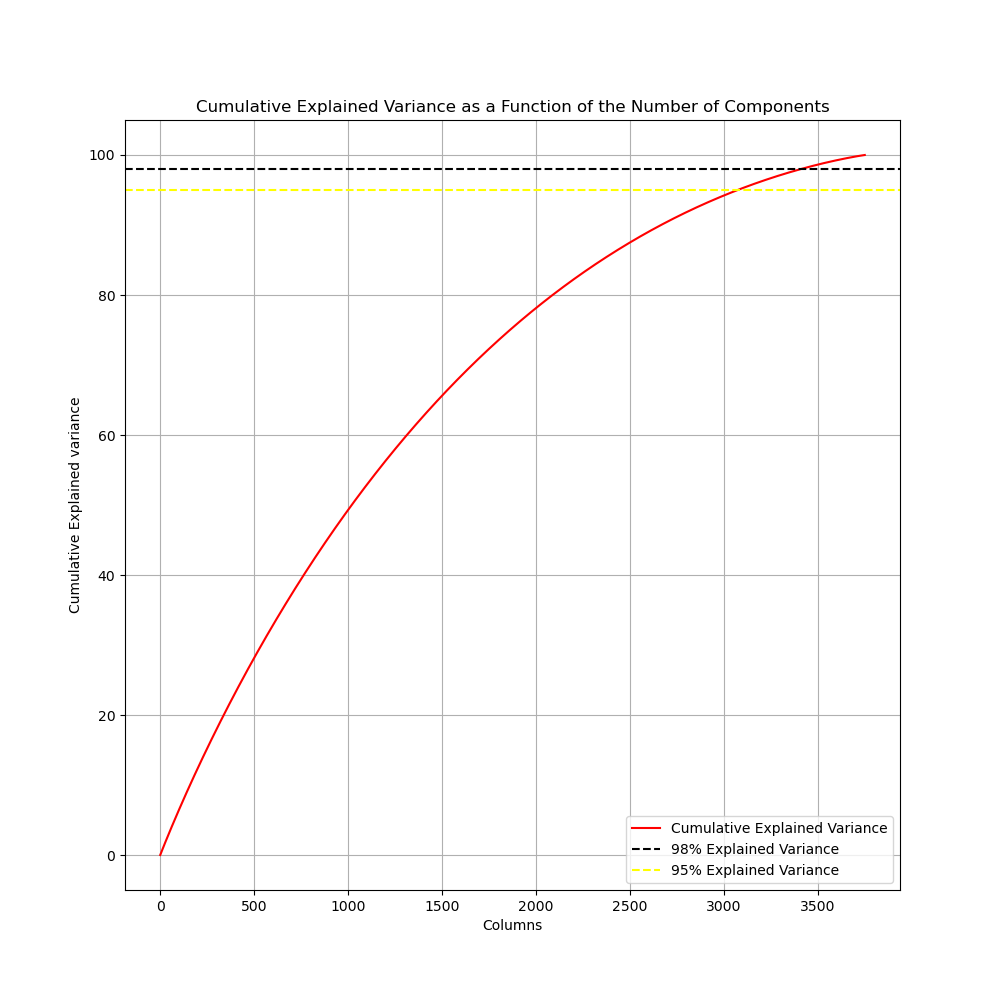 Cumulative Explained Variance as a Function of the Number of Components
100
80
60
40
20
0
Cumulative Explained variance
0 500 1000 1500 2000 2500 3000 3500
Columns
Cumulative Explained Variance
98% Explained Variance
95% Explained Variance